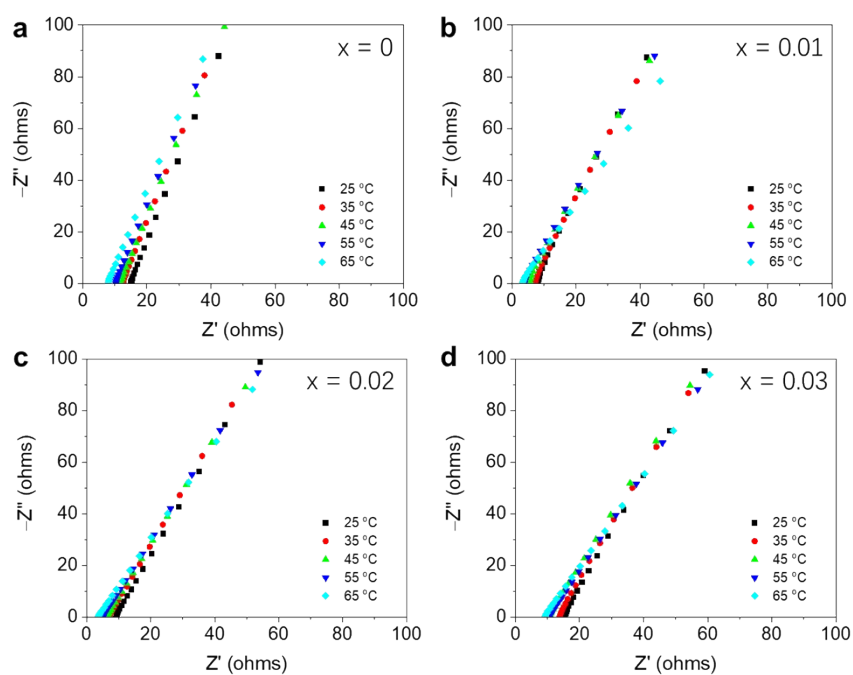 a
x = 0
100
80
60
40
20
0
−Z" (ohms)
25 °C
35 °C
45 °C
55 °C
65 °C
0 20 40 60 80 100
Z' (ohms)
b
x = 0.01
100
80
60
40
20
0
−Z" (ohms)
25 °C
35 °C
45 °C
55 °C
65 °C
0 20 40 60 80 100
Z' (ohms)
c
x = 0.02
100
80
60
40
20
0
−Z" (ohms)
25 °C
35 °C
45 °C
55 °C
65 °C
0 20 40 60 80 100
Z' (ohms)
d
x = 0.03
100
80
60
40
20
0
−Z" (ohms)
25 °C
35 °C
45 °C
55 °C
65 °C
0 20 40 60 80 100
Z' (ohms)